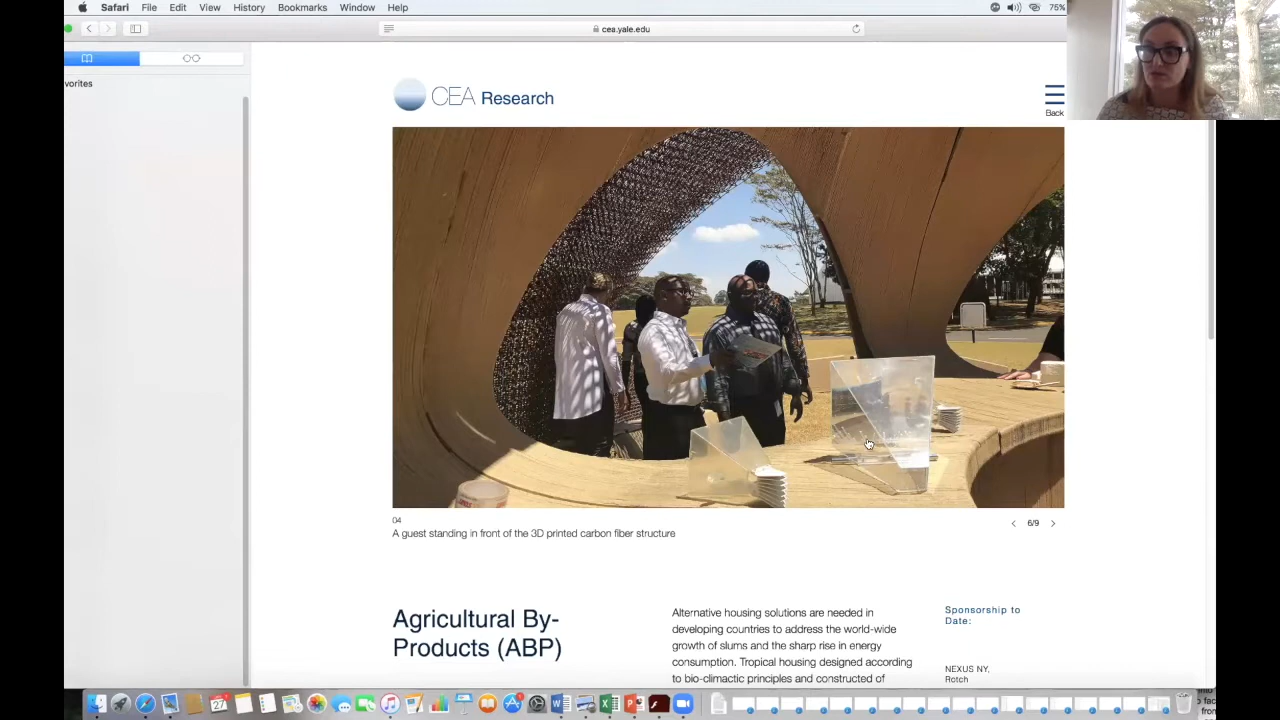 Safari File Edit View History Bookmarks Window Help
75%
cea.yale.edu
vorites
CEA Research
Back
04
A guest standing in front of the 3D printed carbon fiber structure
6/9
Agricultural By-
Products (ABP)
Alternative housing solutions are needed in
developing countries to address the world-wide
growth of slums and the sharp rise in energy
consumption. Tropical housing designed according
to bio-climactic principles and constructed of
Sponsorship to
Date:
NEXUS NY,
Rotch
27